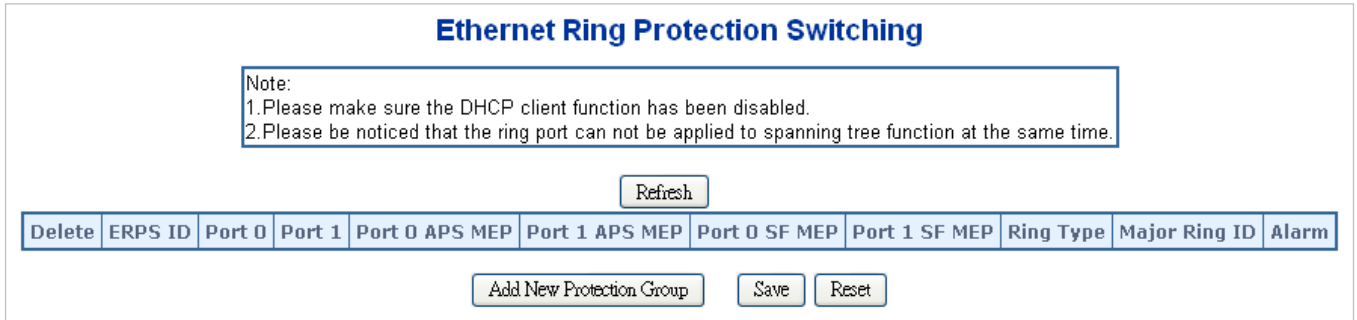 Ethernet Ring Protection Switching
Note:
1.Please make sure the DHCP client function has been disabled.
2.Please be noticed that the ring port can not be applied to spanning tree function at the same time.
Refresh
Delete ERPS ID Port 0 Port 1 Port 0 APS MEP Port 1 APS MEP Port 0 SF MEP Port 1 SF MEP Ring Type Major Ring ID Alarm
Add New Protection Group Save Reset